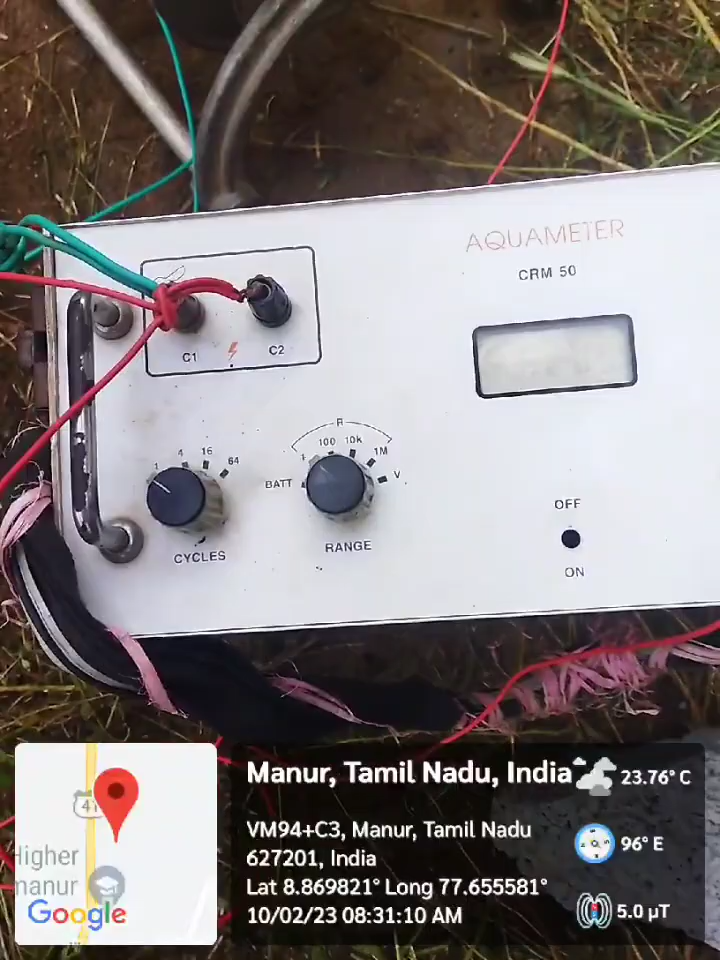 AQUAMETER
CRM 50
C1 C2
R
1 4 16 64
100 10K 1M
BATT V
CYCLES
RANGE
OFF
ON
41
Higher
manur
Google
Manur, Tamil Nadu, India
23.76° C
VM94+C3, Manur, Tamil Nadu
627201, India
Lat 8.869821° Long 77.655581°
10/02/23 08:31:10 AM
96° E
5.0 µT